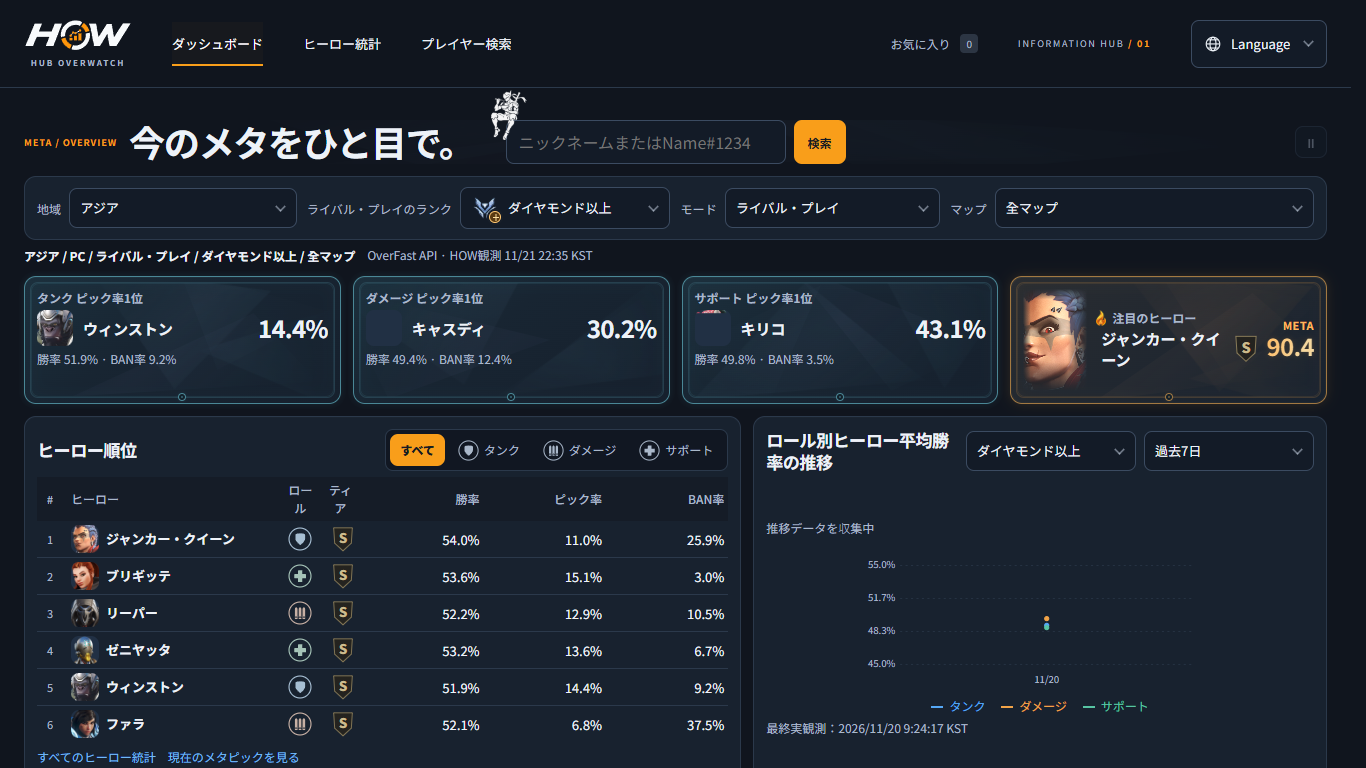 HOW
HUB OVERWATCH
ダッシュボード
ヒーロー統計
プレイヤー検索
お気に入り 0
INFORMATION HUB / 01
Language
META / OVERVIEW
今のメタをひと目で。
ニックネームまたはName#1234
検索
地域
アジア
ライバル・プレイのランク
ダイヤモンド以上
モード
ライバル・プレイ
マップ
全マップ
アジア / PC / ライバル・プレイ / ダイヤモンド以上 / 全マップ
OverFast API · HOW観測 11/21 22:35 KST
タンク ピック率1位
ウィンストン
14.4%
勝率 51.9% · BAN率 9.2%
ダメージ ピック率1位
キャスディ
30.2%
勝率 49.4% · BAN率 12.4%
サポート ピック率1位
キリコ
43.1%
勝率 49.8% · BAN率 3.5%
注目のヒーロー
ジャンカー・クイ
ーン
S
META
90.4
ヒーロー順位
すべて
タンク
ダメージ
サポート
# ヒーロー ロー
ル ティ
ア 勝率 ピック率 BAN率
1 ジャンカー・クイーン S 54.0% 11.0% 25.9%
2 ブリギッテ S 53.6% 15.1% 3.0%
3 リーパー S 52.2% 12.9% 10.5%
4 ゼニヤッタ S 53.2% 13.6% 6.7%
5 ウィンストン S 51.9% 14.4% 9.2%
6 ファラ S 52.1% 6.8% 37.5%
すべてのヒーロー統計 現在のメタピックを見る
ロール別ヒーロー平均勝
率の推移
ダイヤモンド以上
過去7日
推移データを収集中
55.0%
51.7%
48.3%
45.0%
11/20
タンク ダメージ サポート
最終実観測：2026/11/20 9:24:17 KST